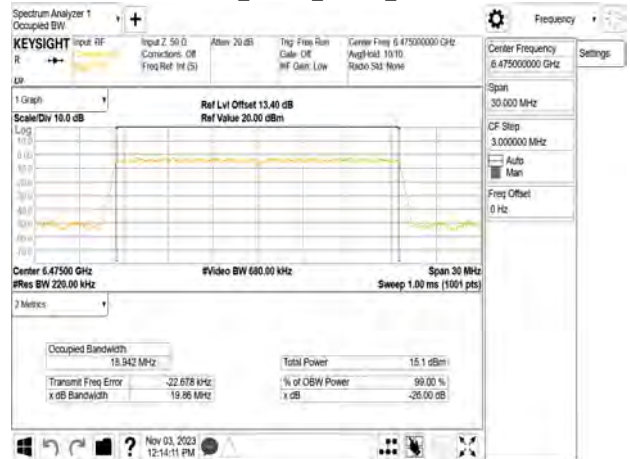 Spectrum Analyzer 1
Occupied BW
Frequency
KEYSIGHT
Input: RF
Input Z: 50 Ω
Atten: 20 dB
Trig: Free Run
Center Freq: 6.475000000 GHz
R
Corrections: Off
Gate: Off
Avg|Hold: 10/10
Freq Ref: Int (S)
#IF Gain: Low
Radio Std: None
Center Frequency
6.475000000 GHz
Settings
Span
30.000 MHz
CF Step
3.000000 MHz
Auto
Man
Freq Offset
0 Hz
1 Graph
Scale/Div 10.0 dB
Ref Lvl Offset 13.40 dB
Ref Value 20.00 dBm
Log
Center 6.47500 GHz
#Video BW 680.00 kHz
Span 30 MHz
#Res BW 220.00 kHz
Sweep 1.00 ms (1001 pts)
2 Metrics
Occupied Bandwidth
18.942 MHz
Total Power
15.1 dBm
Transmit Freq Error
-22.678 kHz
% of OBW Power
99.00 %
x dB Bandwidth
19.86 MHz
x dB
-26.00 dB
Nov 03, 2023
12:14:11 PM